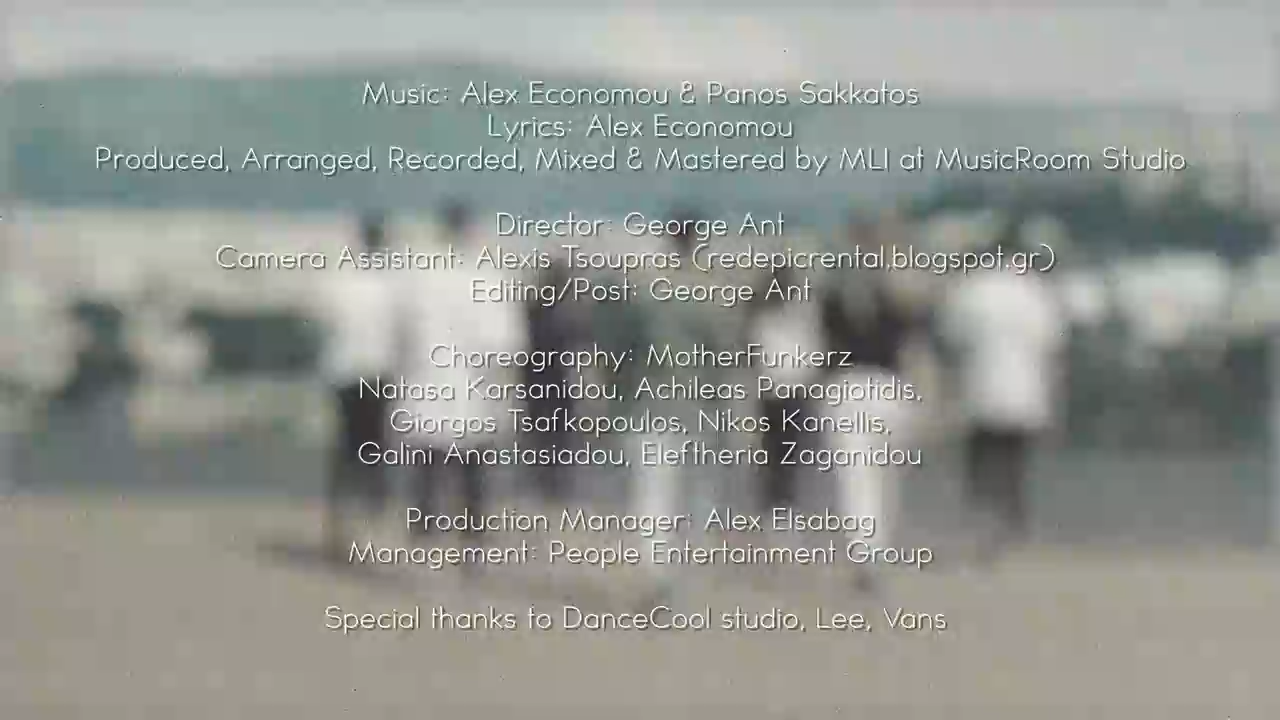 Music: Alex Economou & Panos Sakkatos
Lyrics: Alex Economou
Produced, Arranged, Recorded, Mixed & Mastered by MLI at MusicRoom Studio
Director: George Ant
Camera Assistant: Alexis Tsoupras (redepicrental.blogspot.gr)
Editing/Post: George Ant
Choreography: MotherFunkerz
Natasa Karsanidou, Achileas Panagiotidis,
Giorgos Tsafkopoulos, Nikos Kanellis,
Galini Anastasiadou, Eleftheria Zaganidou
Production Manager: Alex Elsabag
Management: People Entertainment Group
Special thanks to DanceCool studio, Lee, Vans